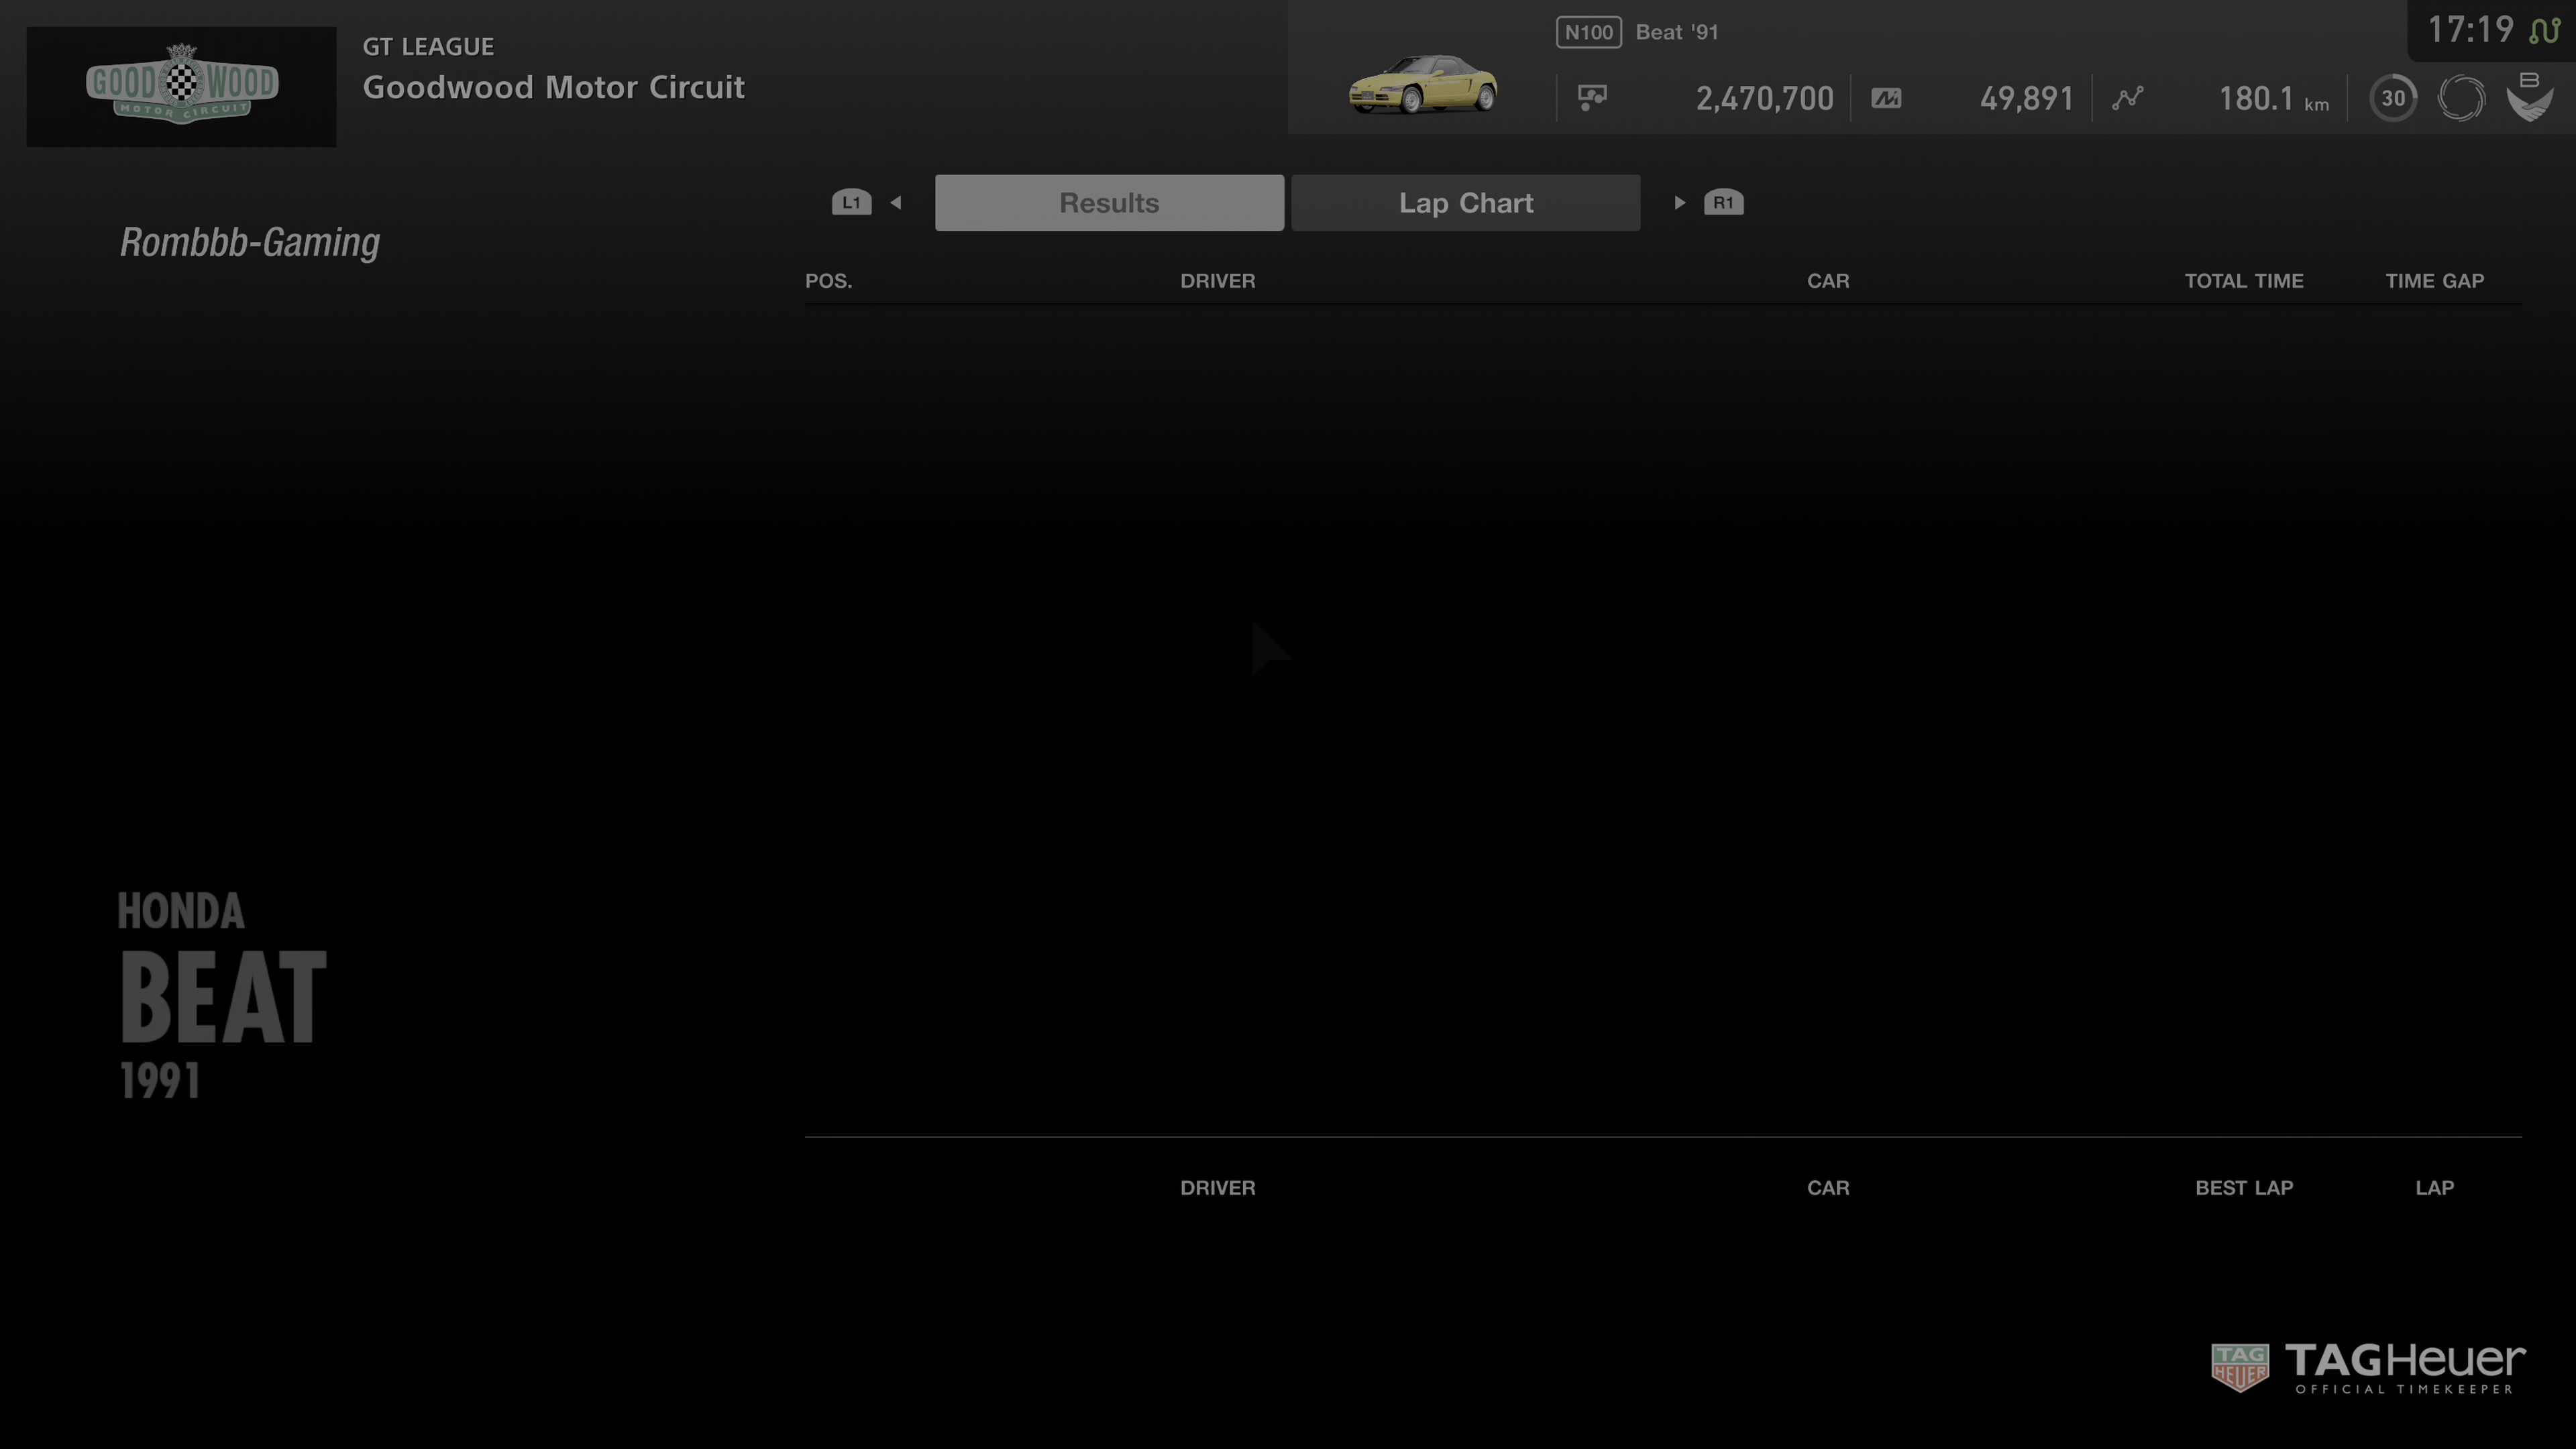 GOOD WOOD
MOTOR CIRCUIT
GT LEAGUE
Goodwood Motor Circuit
N100 Beat '91
17:19
2,470,700
49,891
180.1 km
30
B
L1
Results
Lap Chart
R1
Rombbb-Gaming
POS. DRIVER CAR TOTAL TIME TIME GAP
HONDA
BEAT
1991
DRIVER CAR BEST LAP LAP
TAG
HEUER
TAGHeuer
OFFICIAL TIMEKEEPER